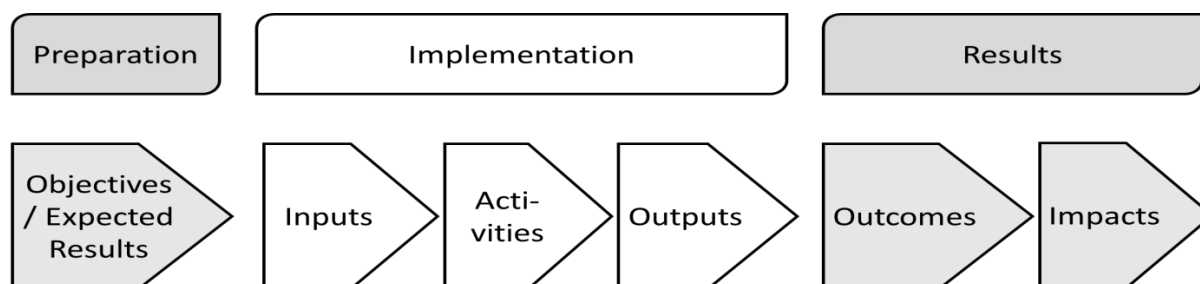 Preparation
Implementation
Results
Objectives
/ Expected
Results
Inputs
Acti-
vities
Outputs
Outcomes
Impacts